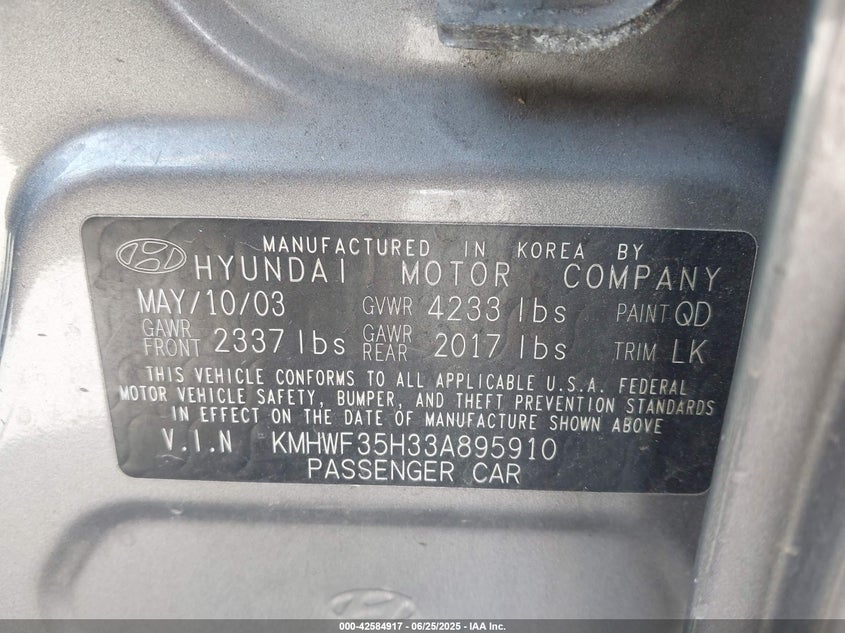 MANUFACTURED IN KOREA BY
HYUNDAI MOTOR COMPANY
MAY/10/03 GVWR 4233 lbs PAINT QD
GAWR FRONT 2337 lbs GAWR REAR 2017 lbs TRIM LK
THIS VEHICLE CONFORMS TO ALL APPLICABLE U.S.A. FEDERAL
MOTOR VEHICLE SAFETY, BUMPER, AND THEFT PREVENTION STANDARDS
IN EFFECT ON THE DATE OF MANUFACTURE SHOWN ABOVE
V.I.N KMHWF35H33A895910
PASSENGER CAR
000-42584917 - 06/25/2025 - IAA Inc.